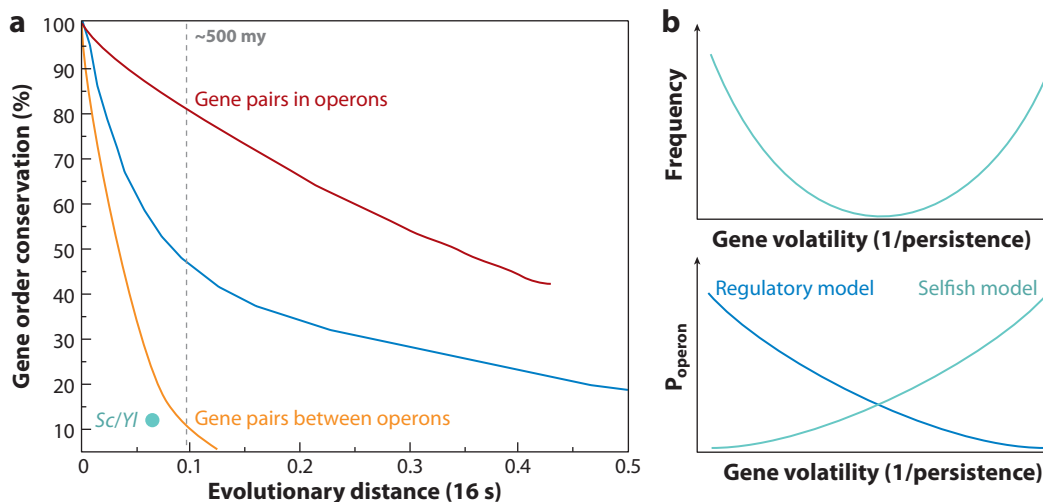 a
Gene order conservation (%)
100
90
80
70
60
50
40
30
20
10
~500 my
Gene pairs in operons
Gene pairs between operons
Sc/Yl
0
0.1
0.2
0.3
0.4
0.5
Evolutionary distance (16 s)
b
Frequency
Gene volatility (1/persistence)
Regulatory model
Selfish model
Poperon
Gene volatility (1/persistence)